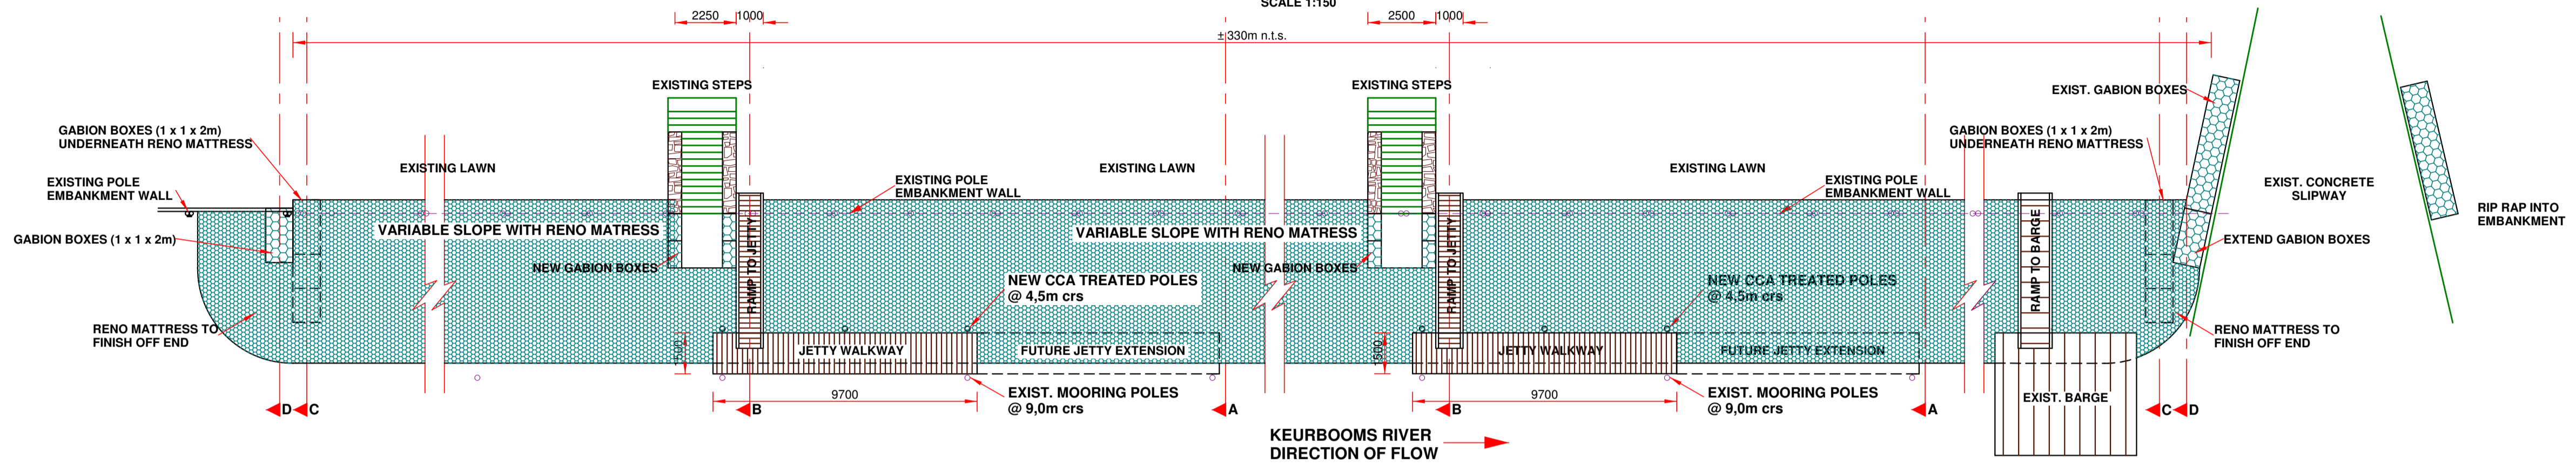 SCALE 1:150
2250
1000
2500
1000
± 330m n.t.s.
EXISTING STEPS
EXISTING STEPS
EXIST. GABION BOXES
GABION BOXES (1 x 1 x 2m)
UNDERNEATH RENO MATTRESS
GABION BOXES (1 x 1 x 2m)
UNDERNEATH RENO MATTRESS
EXISTING LAWN
EXISTING LAWN
EXISTING LAWN
EXISTING POLE
EMBANKMENT WALL
EXISTING POLE
EMBANKMENT WALL
EXISTING POLE
EMBANKMENT WALL
EXIST. CONCRETE
SLIPWAY
RIP RAP INTO
EMBANKMENT
GABION BOXES (1 x 1 x 2m)
VARIABLE SLOPE WITH RENO MATRESS
VARIABLE SLOPE WITH RENO MATRESS
EXTEND GABION BOXES
NEW GABION BOXES
NEW GABION BOXES
RAMP TO JETTY
RAMP TO JETTY
RAMP TO BARGE
NEW CCA TREATED POLES
@ 4,5m crs
NEW CCA TREATED POLES
@ 4,5m crs
RENO MATTRESS TO
FINISH OFF END
RENO MATTRESS TO
FINISH OFF END
1500
JETTY WALKWAY
FUTURE JETTY EXTENSION
1500
JETTY WALKWAY
FUTURE JETTY EXTENSION
9700
EXIST. MOORING POLES
@ 9,0m crs
9700
EXIST. MOORING POLES
@ 9,0m crs
EXIST. BARGE
D
C
B
A
B
A
C
D
KEURBOOMS RIVER
DIRECTION OF FLOW